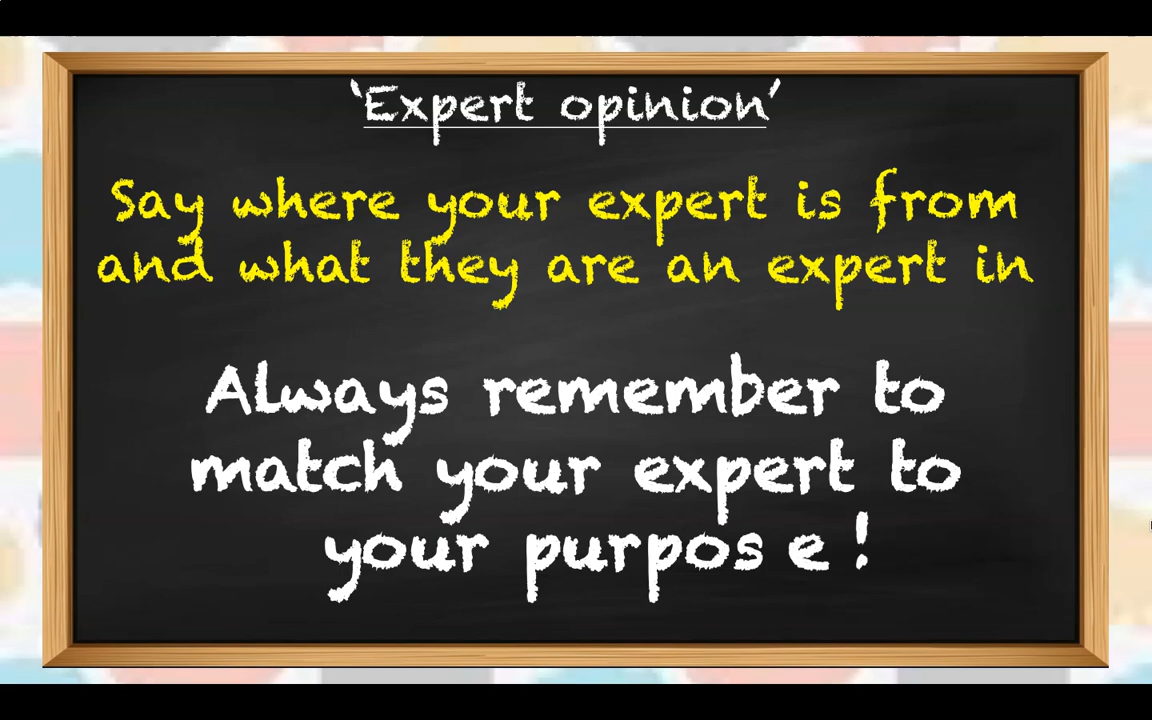 ‘Expert opinion’
Say where your expert is from
and what they are an expert in
Always remember to
match your expert to
your purpose!